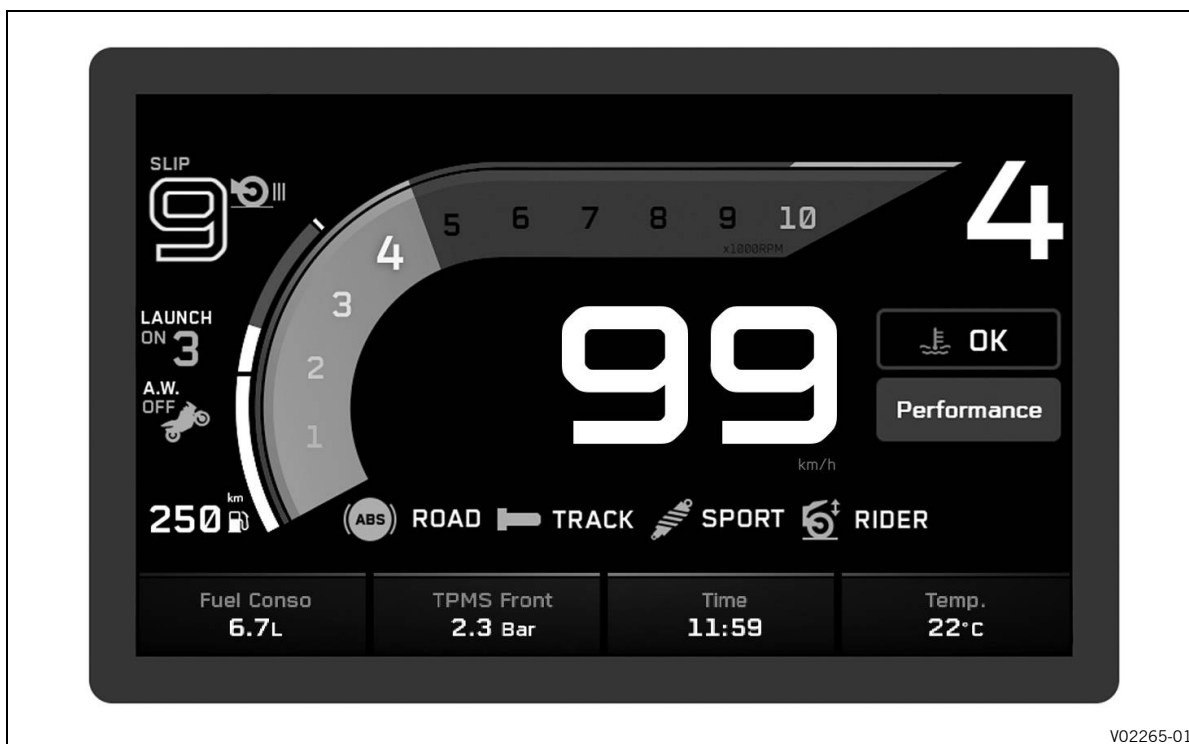 SLIP
9
4
1
2
3
4
5
6
7
8
9
10
x1000RPM
LAUNCH
ON 3
A.W.
OFF
99
km/h
OK
Performance
250 km
ABS ROAD TRACK SPORT RIDER
Fuel Conso
6.7L
TPMS Front
2.3 Bar
Time
11:59
Temp.
22°C
V02265-01